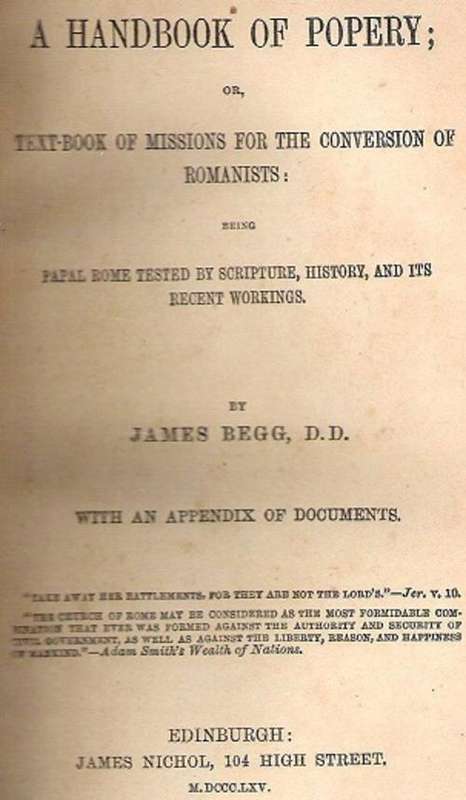 A HANDBOOK OF POPERY;
OR,
TEXT-BOOK OF MISSIONS FOR THE CONVERSION OF
ROMANISTS:
BEING
PAPAL ROME TESTED BY SCRIPTURE, HISTORY, AND ITS
RECENT WORKINGS.
BY
JAMES BEGG, D.D.
WITH AN APPENDIX OF DOCUMENTS.
"TAKE AWAY HER BATTLEMENTS, FOR THEY ARE NOT THE LORD'S."—Jer. v. 10.
"THE CHURCH OF ROME MAY BE CONSIDERED AS THE MOST FORMIDABLE COM-
BINATION THAT EVER WAS FORMED AGAINST THE AUTHORITY AND SECURITY OF
CIVIL GOVERNMENT, AS WELL AS AGAINST THE LIBERTY, REASON, AND HAPPINESS
OF MANKIND."—Adam Smith's Wealth of Nations.
EDINBURGH:
JAMES NICHOL, 104 HIGH STREET.
M.DCCC.LXV.